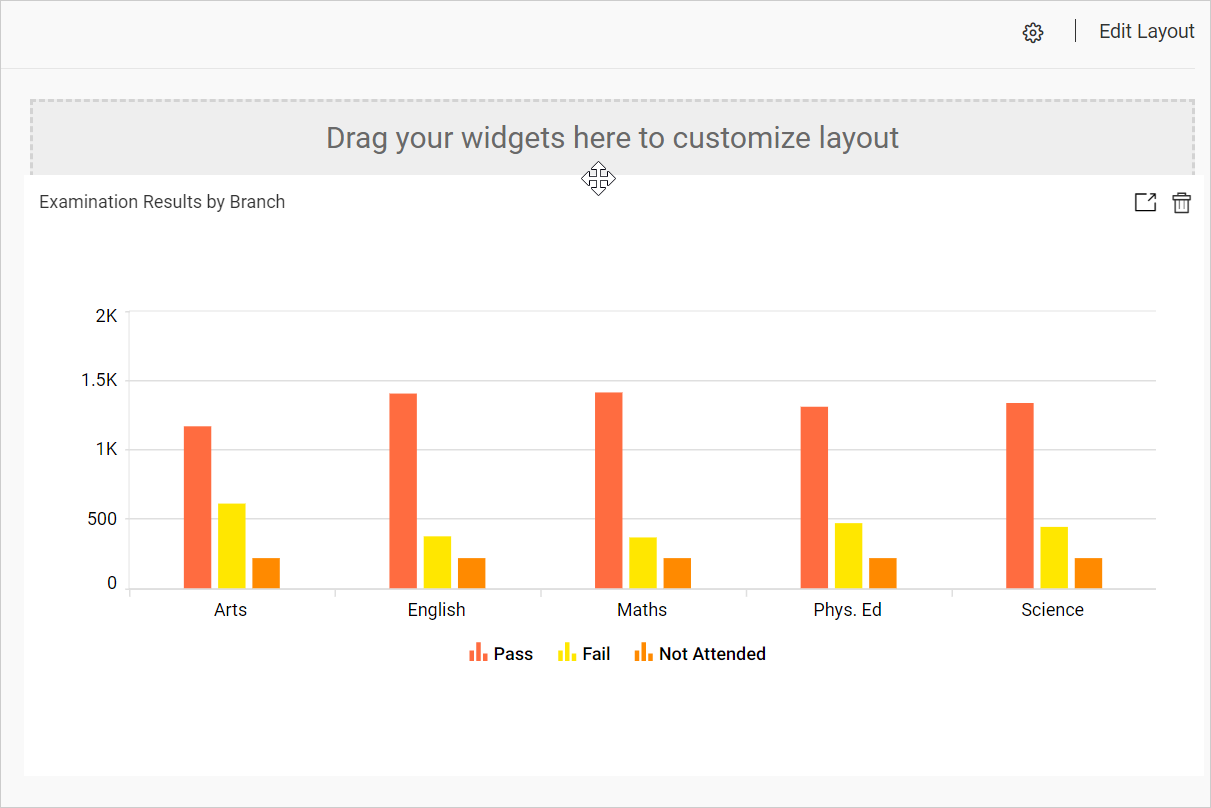 Edit Layout
Drag your widgets here to customize layout
Examination Results by Branch
2K
1.5K
1K
500
0
Arts English Maths Phys. Ed Science
Pass Fail Not Attended